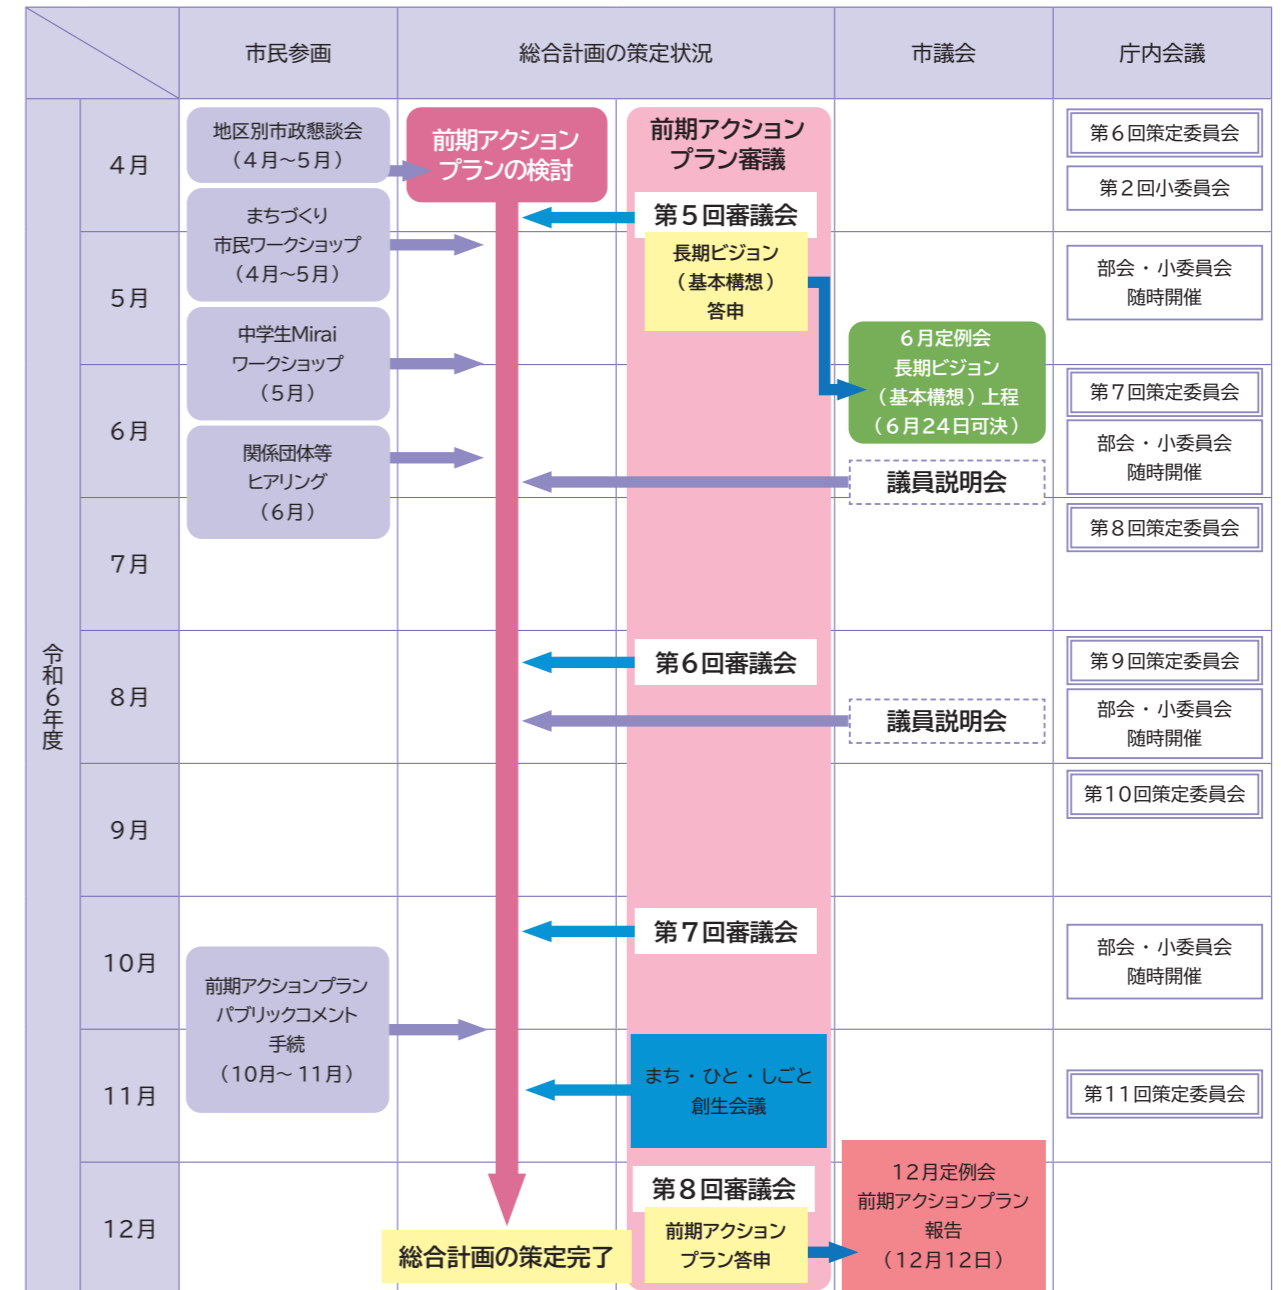 市民参画
総合計画の策定状況
市議会
庁内会議
令和6年度
4月
地区別市政懇談会
（4月～5月）
まちづくり
市民ワークショップ
（4月～5月）
前期アクション
プランの検討
前期アクション
プラン審議
第5回審議会
第6回策定委員会
第2回小委員会
5月
中学生Mirai
ワークショップ
（5月）
長期ビジョン
（基本構想）
答申
部会・小委員会
随時開催
6月
関係団体等
ヒアリング
（6月）
6月定例会
長期ビジョン
（基本構想）上程
（6月24日可決）
議員説明会
第7回策定委員会
部会・小委員会
随時開催
7月
第8回策定委員会
8月
第6回審議会
議員説明会
第9回策定委員会
部会・小委員会
随時開催
9月
第10回策定委員会
10月
前期アクションプラン
パブリックコメント
手続
（10月～11月）
第7回審議会
部会・小委員会
随時開催
11月
まち・ひと・しごと
創生会議
第11回策定委員会
12月
総合計画の策定完了
第8回審議会
前期アクション
プラン答申
12月定例会
前期アクションプラン
報告
（12月12日）